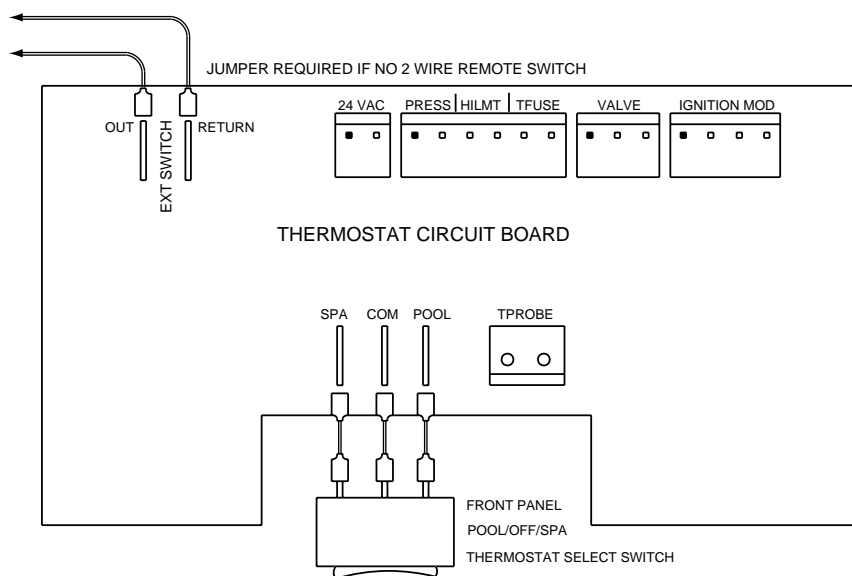 JUMPER REQUIRED IF NO 2 WIRE REMOTE SWITCH
24 VAC PRESS HILMT TFUSE VALVE IGNITION MOD
OUT EXT SWITCH RETURN
THERMOSTAT CIRCUIT BOARD
SPA COM POOL TPROBE
FRONT PANEL
POOL/OFF/SPA
THERMOSTAT SELECT SWITCH